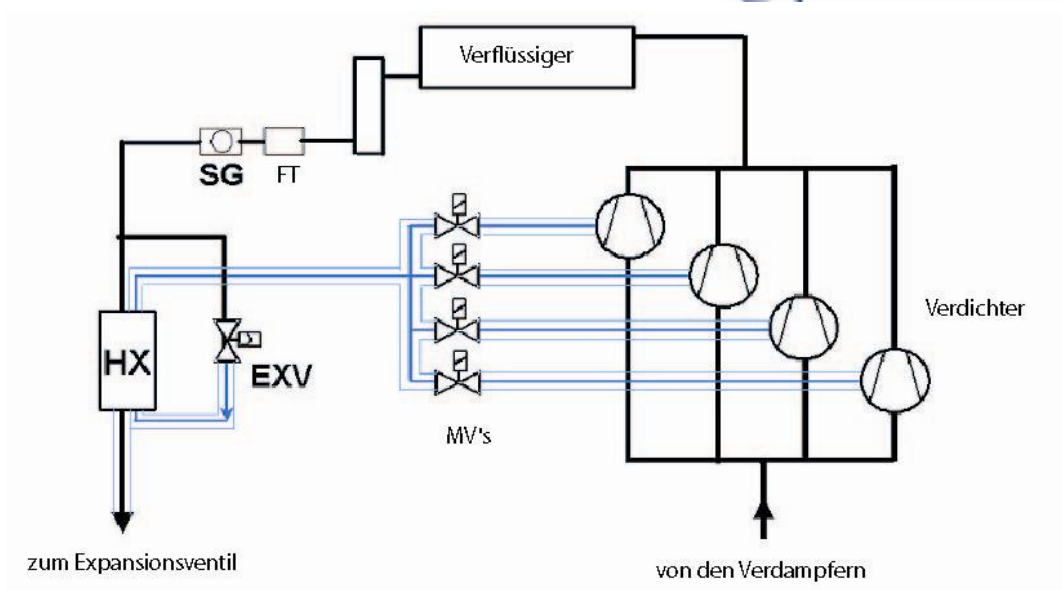 Verflüssiger
SG
FT
Verdichter
HX
EXV
MV's
zum Expansionsventil
von den Verdampfern